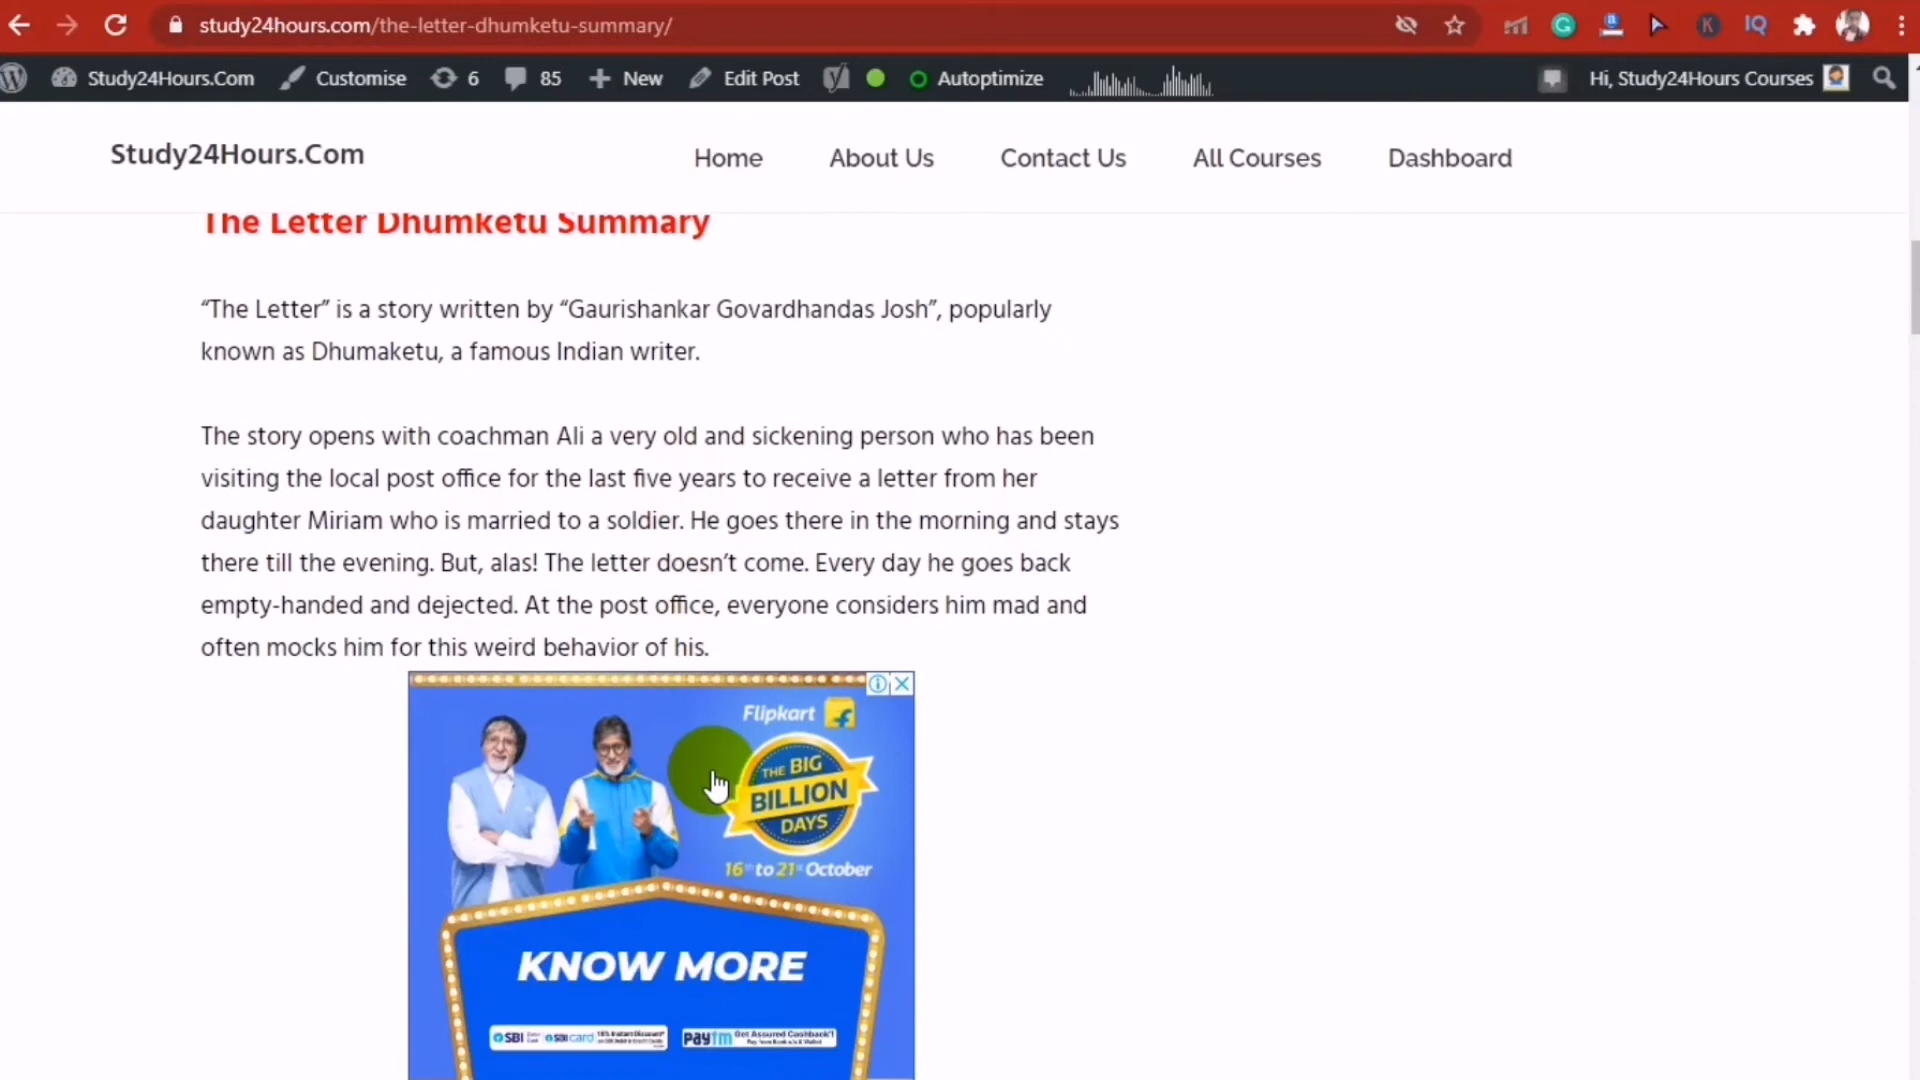 study24hours.com/the-letter-dhumketu-summary/
Study24Hours.Com Customise 6 85 New Edit Post Autoptimize Hi, Study24Hours Courses
Study24Hours.Com Home About Us Contact Us All Courses Dashboard
The Letter Dhumketu Summary
“The Letter” is a story written by “Gaurishankar Govardhandas Josh”, popularly
known as Dhumaketu, a famous Indian writer.
The story opens with coachman Ali a very old and sickening person who has been
visiting the local post office for the last five years to receive a letter from her
daughter Miriam who is married to a soldier. He goes there in the morning and stays
there till the evening. But, alas! The letter doesn’t come. Every day he goes back
empty-handed and dejected. At the post office, everyone considers him mad and
often mocks him for this weird behavior of his.
Flipkart
THE BIG
BILLION
DAYS
16th to 21st October
KNOW MORE
SBI SBI card 10% Instant Discount*
Paytm Get Assured Cashback*